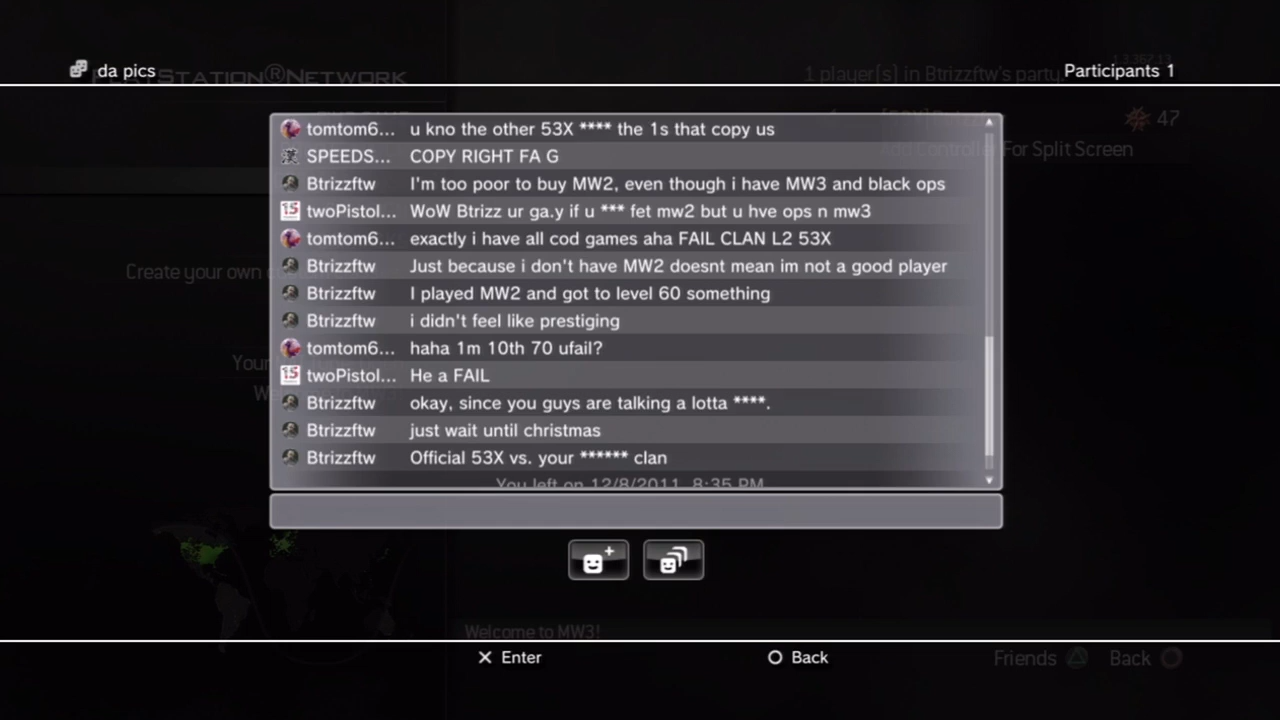 da pics
PLAYSTATION®NETWORK
1 player(s) in Btrizzftw's party
Participants 1
47
Add Controller For Split Screen
tomtom6... u kno the other 53X **** the 1s that copy us
SPEEDS... COPY RIGHT FA G
Btrizzftw I'm too poor to buy MW2, even though i have MW3 and black ops
twoPistol... WoW Btrizz ur ga.y if u *** fet mw2 but u hve ops n mw3
tomtom6... exactly i have all cod games aha FAIL CLAN L2 53X
Btrizzftw Just because i don't have MW2 doesnt mean im not a good player
Create your own
Btrizzftw I played MW2 and got to level 60 something
Btrizzftw i didn't feel like prestiging
tomtom6... haha 1m 10th 70 ufail?
You
twoPistol... He a FAIL
W
Btrizzftw okay, since you guys are talking a lotta ****.
Btrizzftw just wait until christmas
Btrizzftw Official 53X vs. your ****** clan
You left on 12/8/2011, 8:35 PM
Welcome to MW3!
Enter
Back
Friends
Back